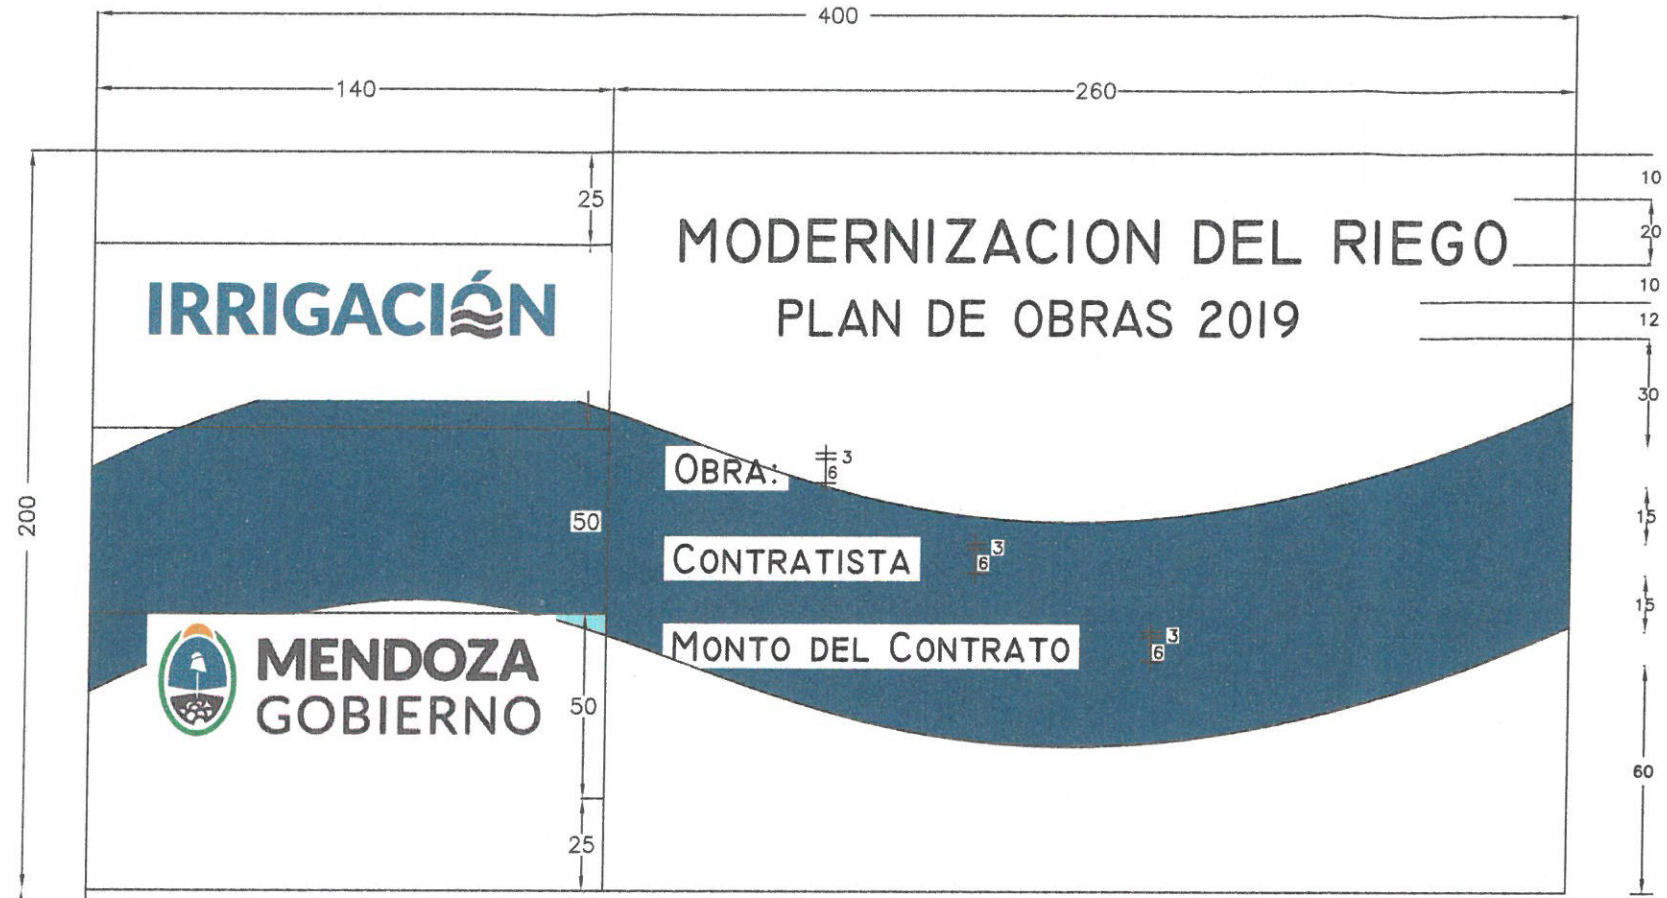 400
140
260
200
25
10
MODERNIZACION DEL RIEGO
20
IRRIGACIÓN
10
PLAN DE OBRAS 2019
12
30
OBRA:
3
6
50
15
CONTRATISTA
3
6
15
MONTO DEL CONTRATO
3
6
MENDOZA
GOBIERNO
50
60
25